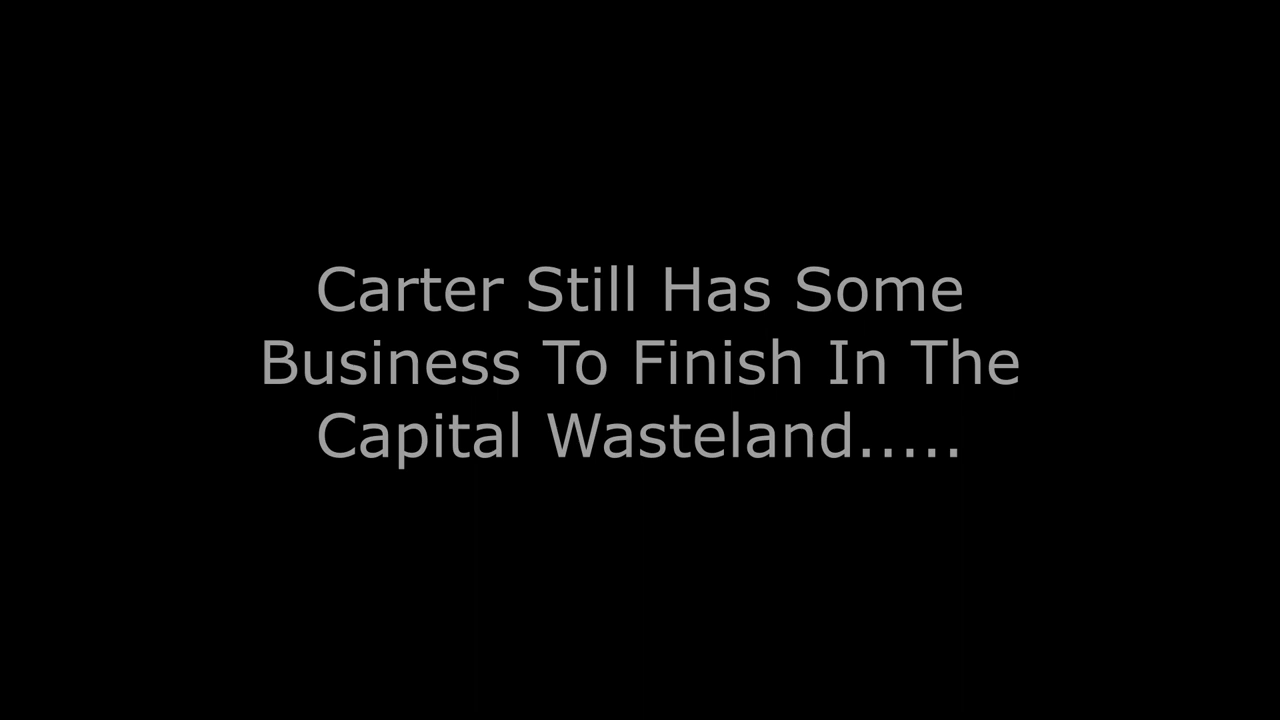 Carter Still Has Some
Business To Finish In The
Capital Wasteland.....